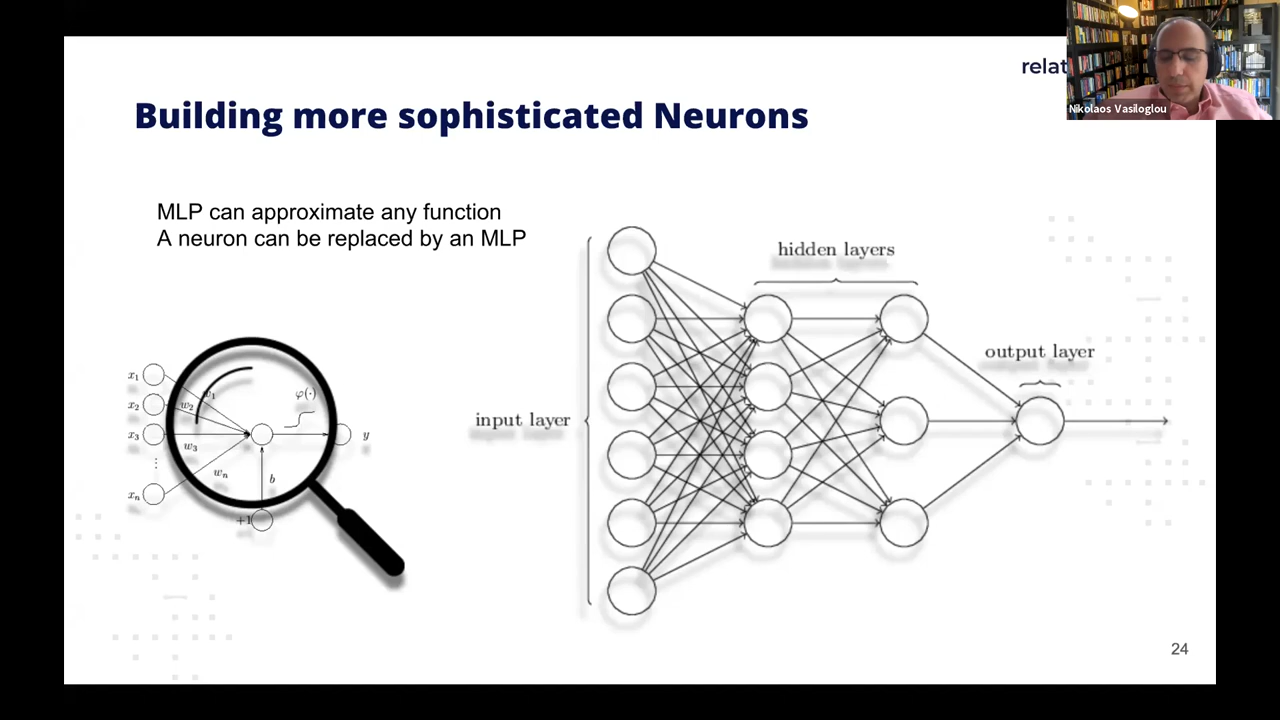 relat
Nikolaos Vasiloglou
Building more sophisticated Neurons
MLP can approximate any function
A neuron can be replaced by an MLP
hidden layers
output layer
input layer
x₁
w₁
φ(·)
x₂
w₂
x₃
w₃
y
⋮
wₙ
b
xₙ
+1
24